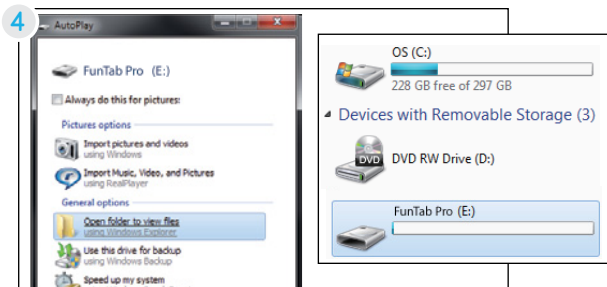 4
AutoPlay
FunTab Pro (E:)
Always do this for pictures:
Pictures options
Import pictures and videos
using Windows
Import Music, Video, and Pictures
using RealPlayer
General options
Open folder to view files
using Windows Explorer
Use this drive for backup
using Windows Backup
Speed up my system
OS (C:)
228 GB free of 297 GB
Devices with Removable Storage (3)
DVD
DVD RW Drive (D:)
FunTab Pro (E:)